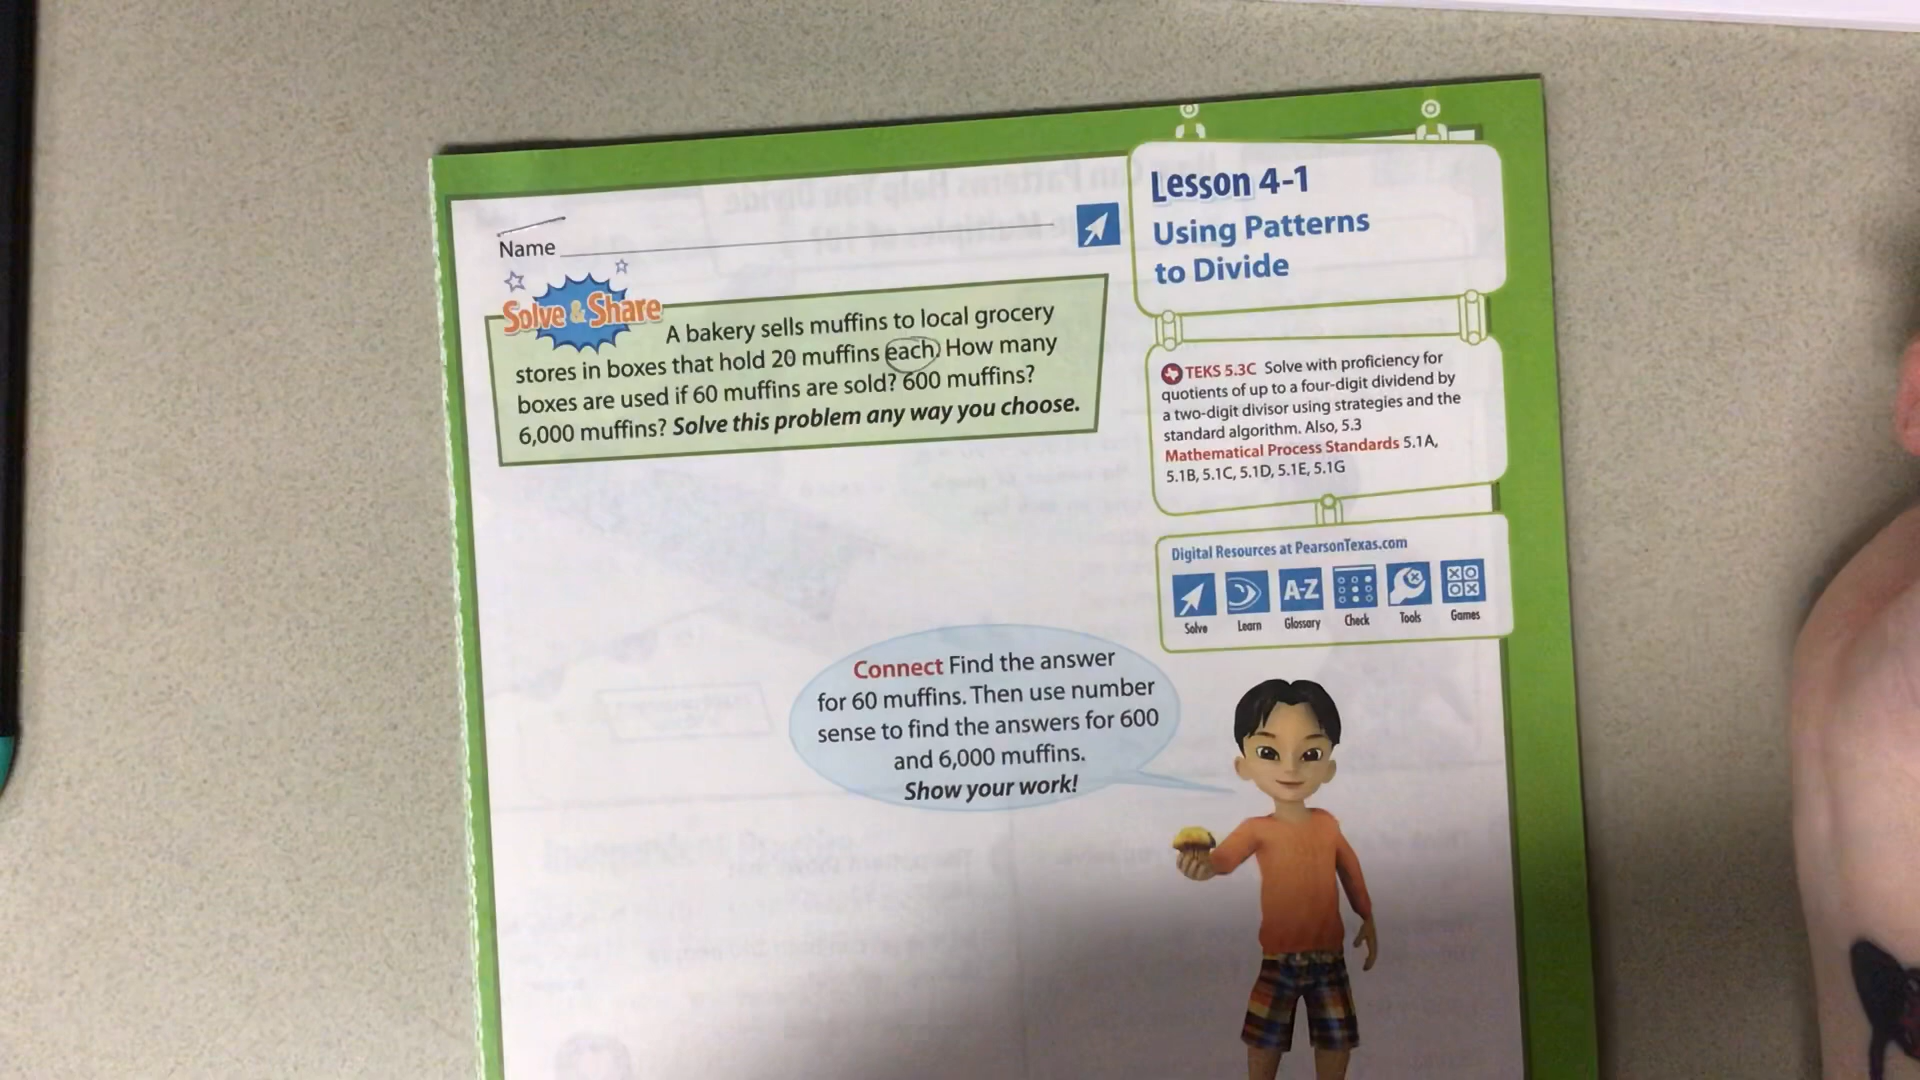 Lesson 4-1
Using Patterns
to Divide
Name
Solve & Share
A bakery sells muffins to local grocery
stores in boxes that hold 20 muffins each. How many
boxes are used if 60 muffins are sold? 600 muffins?
6,000 muffins? Solve this problem any way you choose.
TEKS 5.3C Solve with proficiency for
quotients of up to a four-digit dividend by
a two-digit divisor using strategies and the
standard algorithm. Also, 5.3
Mathematical Process Standards 5.1A,
5.1B, 5.1C, 5.1D, 5.1E, 5.1G
Digital Resources at PearsonTexas.com
A-Z
Solve Learn Glossary Check Tools Games
Connect Find the answer
for 60 muffins. Then use number
sense to find the answers for 600
and 6,000 muffins.
Show your work!